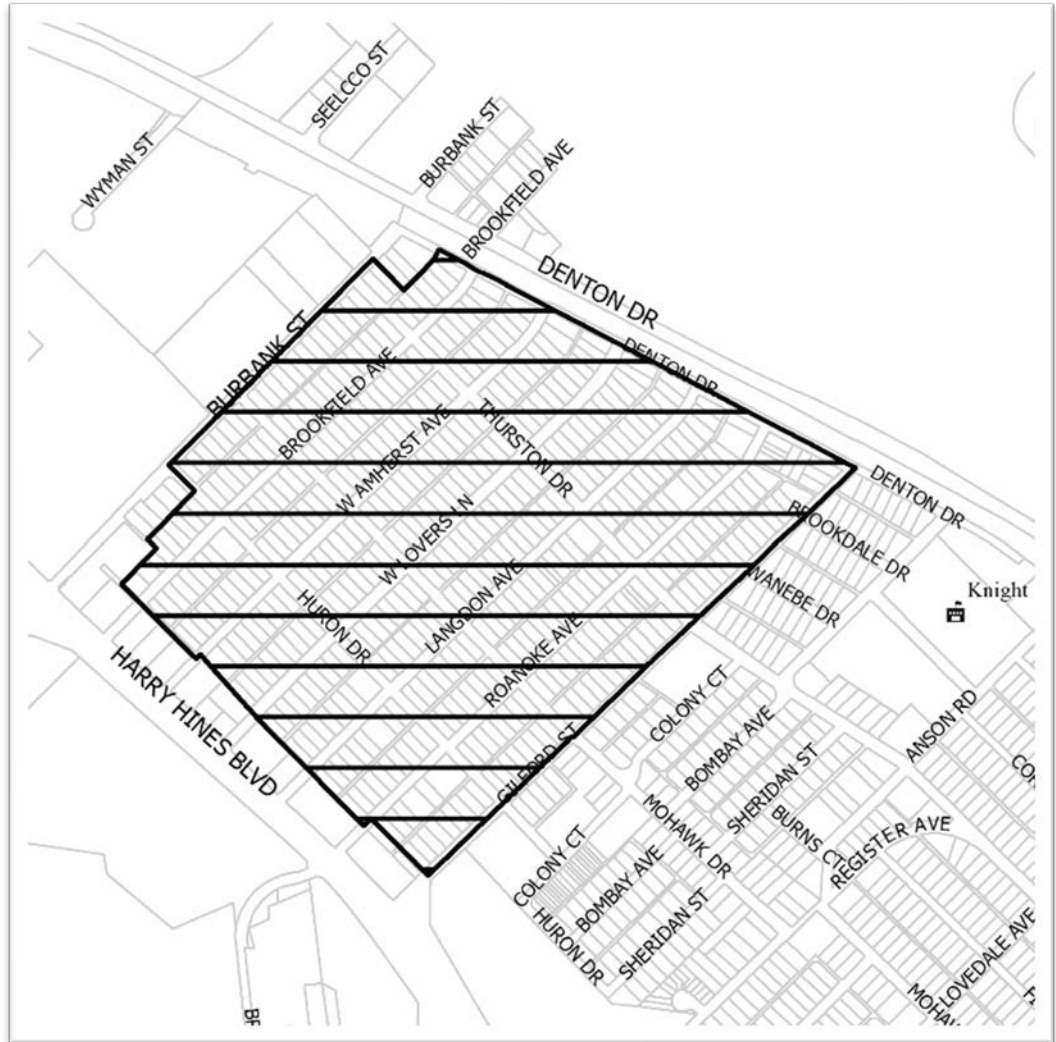 SEELCCO ST
BURBANK ST
WYMAN ST
BROOKFIELD AVE
DENTON DR
DENTON DR
BURBANK ST
BROOKFIELD AVE
W AMHERST AVE
THURSTON DR
DENTON DR
W LOVERS LN
BROOKDALE DR
WANEBE DR
Knight
HURON DR
LANGDON AVE
ROANOKE AVE
HARRY HINES BLVD
GILFORD ST
COLONY CT
BOMBAY AVE
ANSON RD
SHERIDAN ST
MOHAWK DR
BURNS CT
REGISTER AVE
COLONY CT
BOMBAY AVE
HURON DR
SHERIDAN ST
LOVEDALE AVE